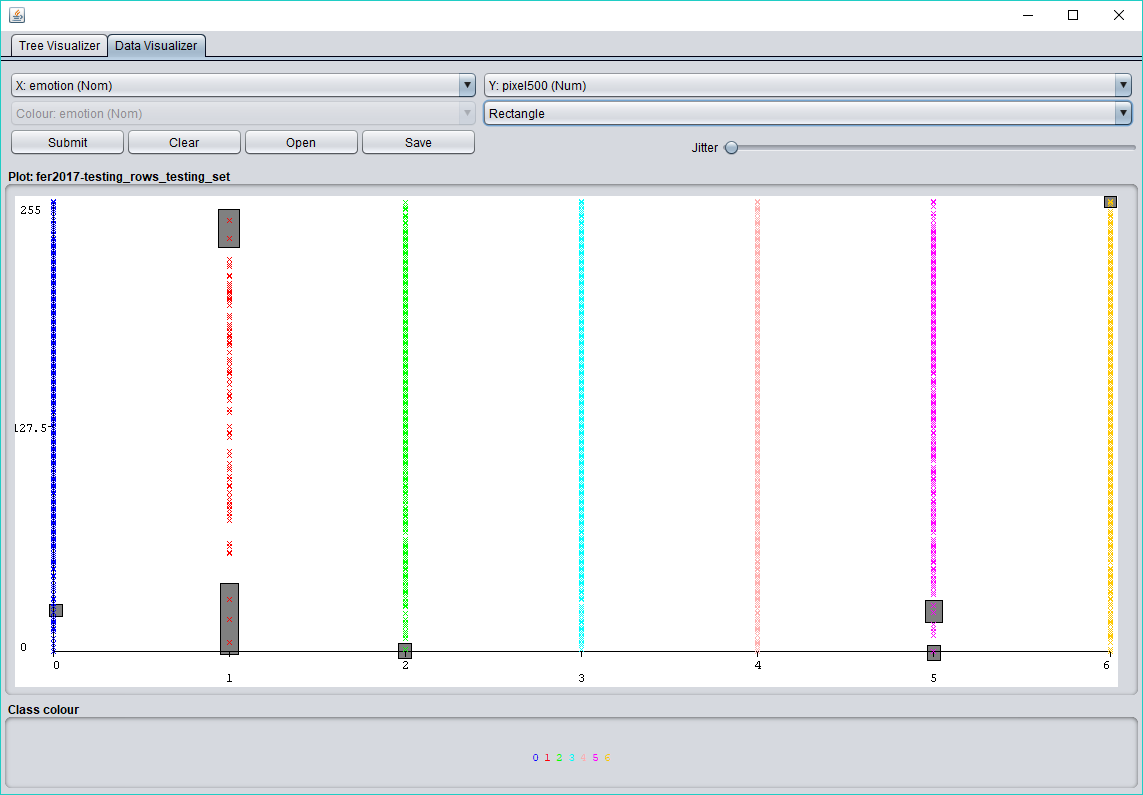 Tree Visualizer Data Visualizer
X: emotion (Nom) Y: pixel500 (Num)
Colour: emotion (Nom) Rectangle
Submit Clear Open Save Jitter
Plot: fer2017-testing_rows_testing_set
255
127.5
0
0 1 2 3 4 5 6
Class colour
0 1 2 3 4 5 6